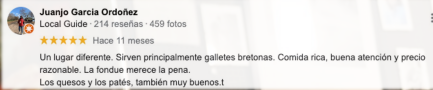 Juanjo Garcia Ordoñez
Local Guide · 214 reseñas · 459 fotos
★★★★★ Hace 11 meses
Un lugar diferente. Sirven principalmente galletes bretonas. Comida rica, buena atención y precio
razonable. La fondue merece la pena.
Los quesos y los patés, también muy buenos.t